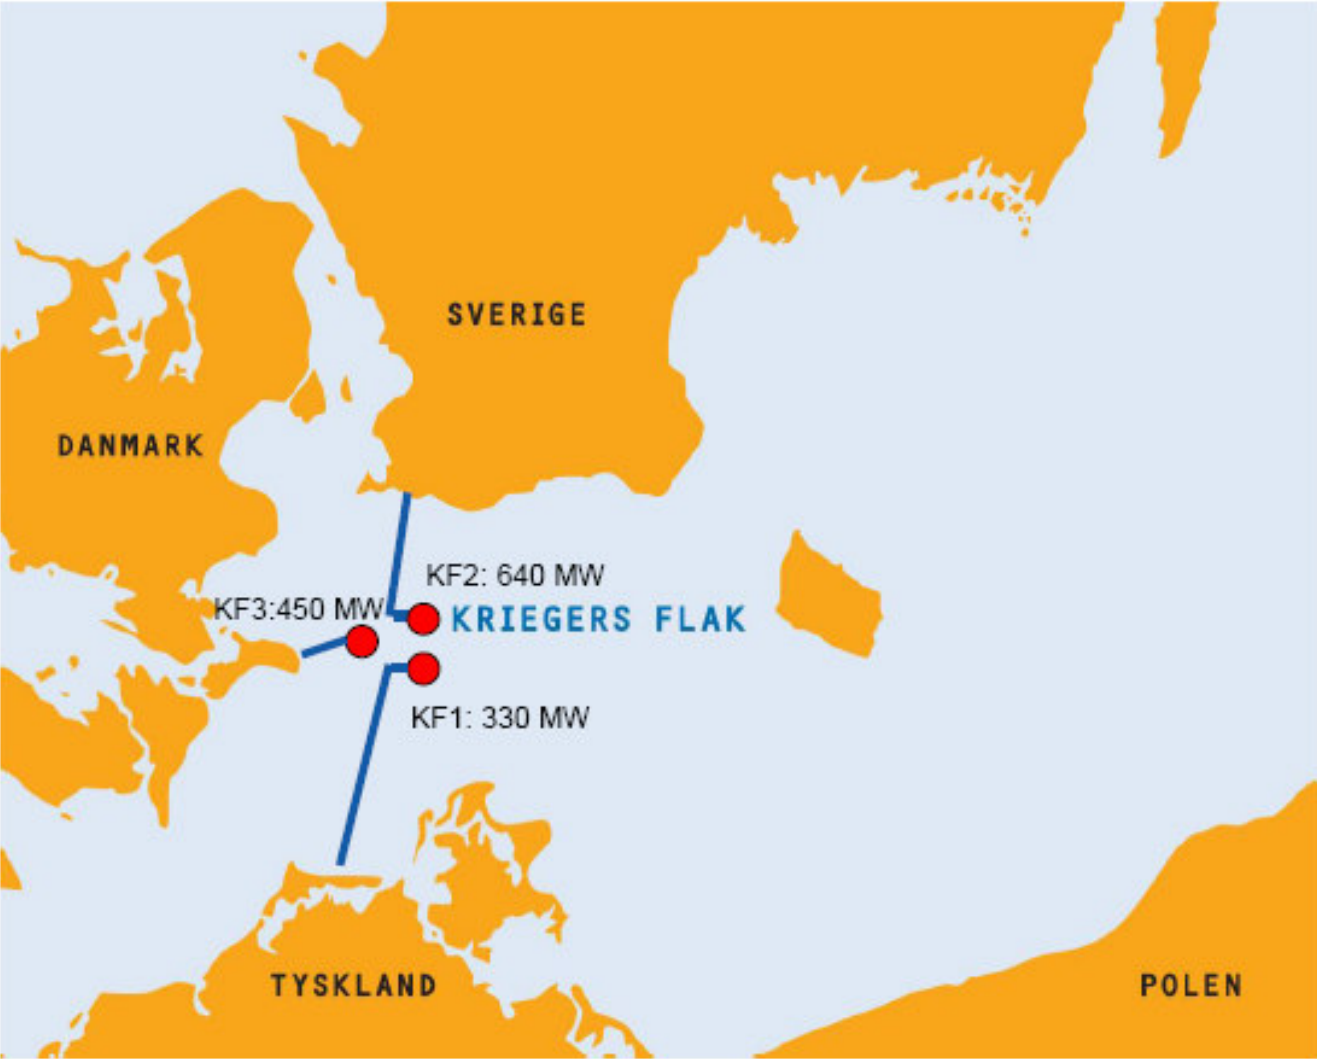 SVERIGE
DANMARK
KF2: 640 MW
KF3:450 MW
KRIEGERS FLAK
KF1: 330 MW
TYSKLAND
POLEN